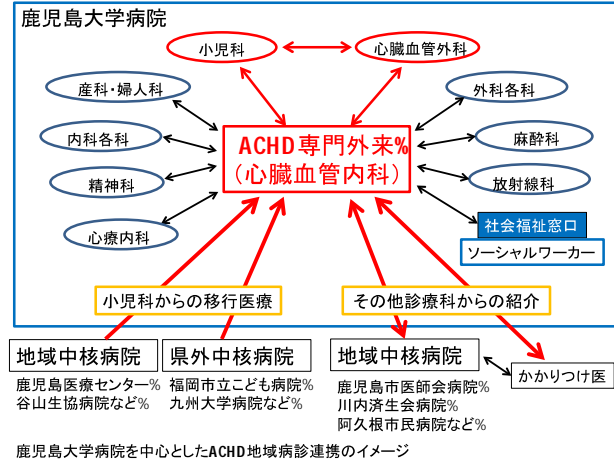 鹿児島大学病院
小児科
心臓血管外科
産科・婦人科
外科各科
内科各科
ACHD専門外来%
(心臓血管内科)
麻酔科
精神科
放射線科
心療内科
社会福祉窓口
ソーシャルワーカー
小児科からの移行医療
その他診療科からの紹介
地域中核病院
鹿児島医療センター%
谷山生協病院など%
県外中核病院
福岡市立こども病院%
九州大学病院など%
地域中核病院
鹿児島市医師会病院%
川内済生会病院%
阿久根市民病院など%
かかりつけ医
鹿児島大学病院を中心としたACHD地域病診連携のイメージ